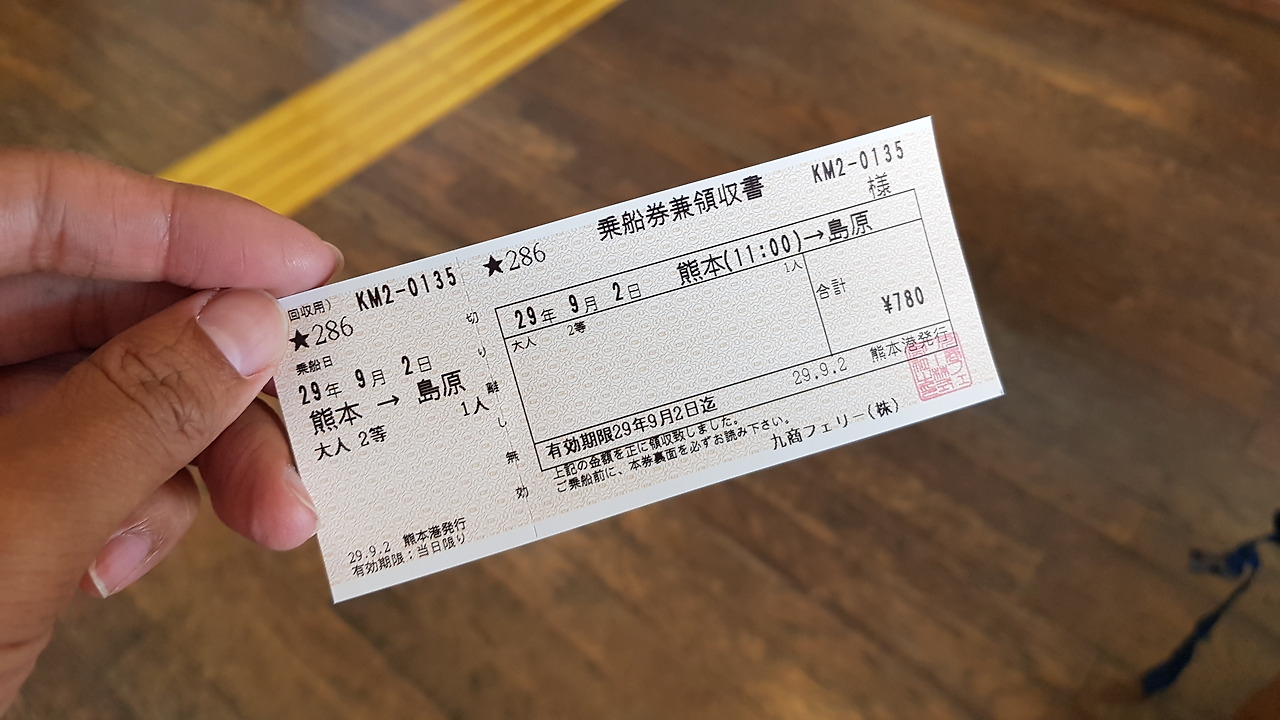 回収用) KM2-0135
★286
乗船日
29年 9月 2日
熊本 → 島原
1人
大人 2等
29.9.2 熊本港発行
有効期限：当日限り
切り離し無効
★286 乗船券兼領収書 KM2-0135
様
29年 9月 2日 熊本(11:00)→島原
大人 2等 1人
合計
¥780
有効期限29年9月2日迄
29.9.2 熊本港発行
上記の金額を正に領収致しました。
ご乗船前に、本券裏面を必ずお読み下さい。
九商フェリー(株)